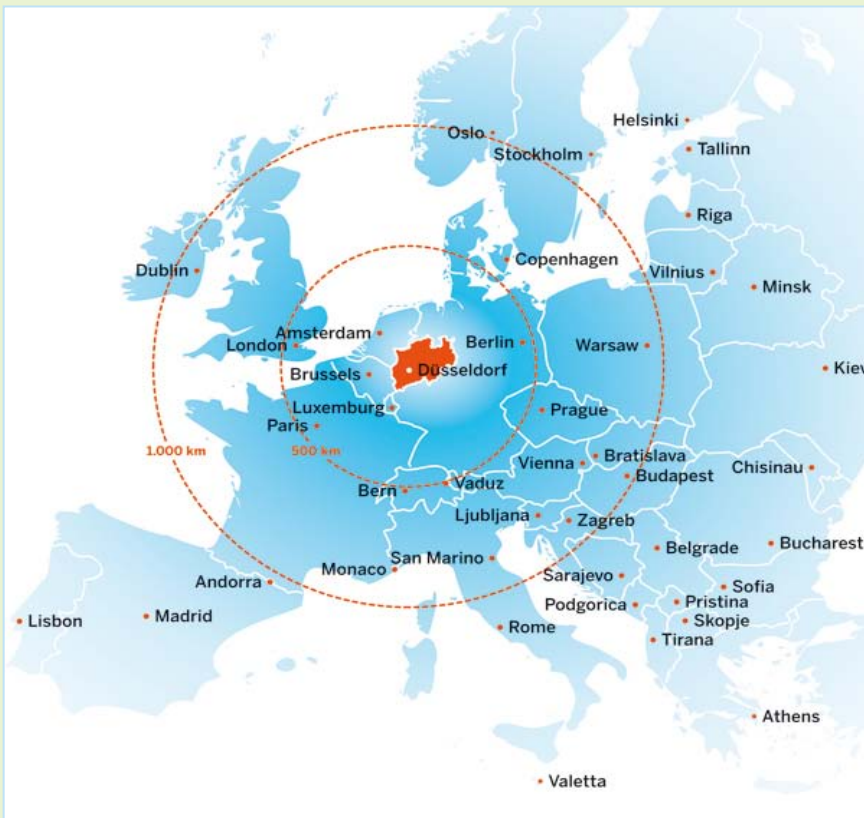 Helsinki
Oslo
Tallinn
Stockholm
Riga
Copenhagen
Dublin
Vilnius
Minsk
Amsterdam
London
Berlin
Warsaw
Kiev
Brussels
Düsseldorf
Luxemburg
Prague
Paris
1.000 km
500 km
Bratislava
Vienna
Chisinau
Budapest
Vaduz
Bern
Ljubljana
Zagreb
Belgrade
Bucharest
San Marino
Monaco
Sarajevo
Andorra
Sofia
Pristina
Podgorica
Madrid
Lisbon
Skopje
Rome
Tirana
Athens
Valetta